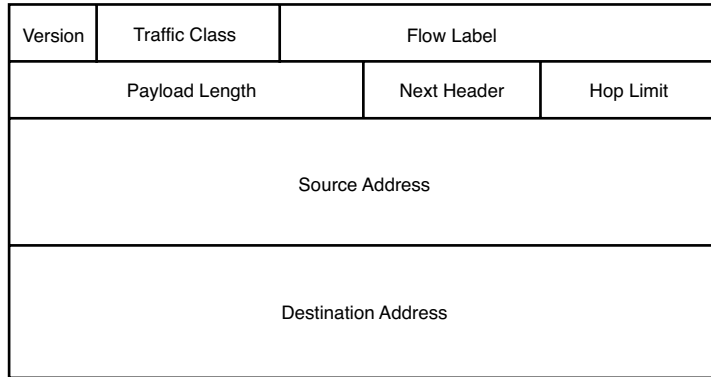 Version Traffic Class Flow Label
Payload Length Next Header Hop Limit
Source Address
Destination Address